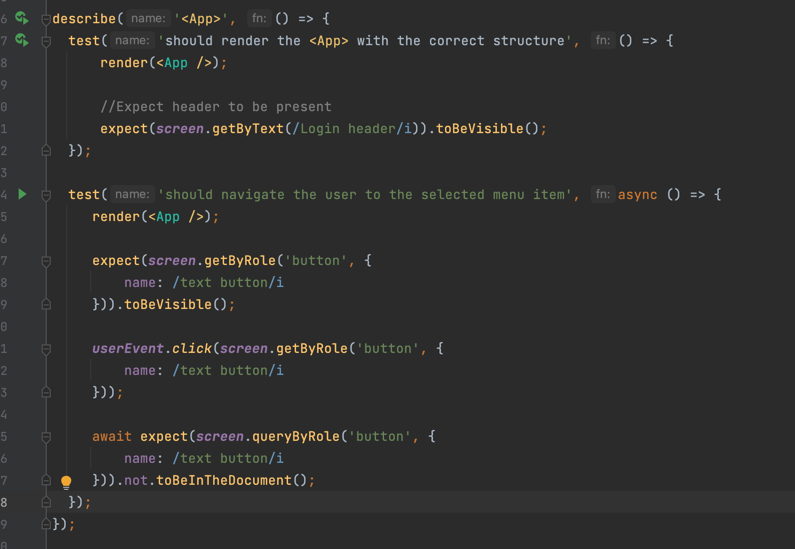 6 describe( name: '<App>', fn: () => {
7 test( name: 'should render the <App> with the correct structure', fn: () => {
8 render(<App />);
9
0 //Expect header to be present
1 expect(screen.getByText(/Login header/i)).toBeVisible();
2 });
3
4 test( name: 'should navigate the user to the selected menu item', fn: async () => {
5 render(<App />);
6
7 expect(screen.getByRole('button', {
8 name: /text button/i
9 })).toBeVisible();
0
1 userEvent.click(screen.getByRole('button', {
2 name: /text button/i
3 }));
4
5 await expect(screen.queryByRole('button', {
6 name: /text button/i
7 })).not.toBeInTheDocument();
8 });
9 });
0